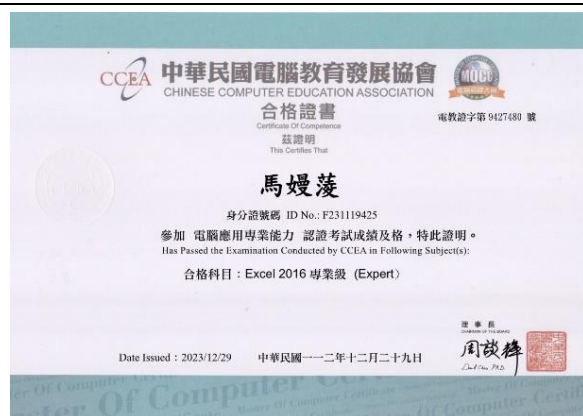 CCEA 中華民國電腦教育發展協會 MOCC
CHINESE COMPUTER EDUCATION ASSOCIATION
合格證書
Certificate Of Competence
電教證字第 9427480 號
茲證明
This Certifies That
馬嫚蓤
身分證號碼 ID No.: F231119425
參加 電腦應用專業能力 認證考試成績及格，特此證明。
Has Passed the Examination Conducted by CCEA in Following Subject(s):
合格科目：Excel 2016 專業級 (Expert)
理 事 長
CHAIRMAN OF THE BOARD
Date Issued：2023/12/29 中華民國一一二年十二月二十九日